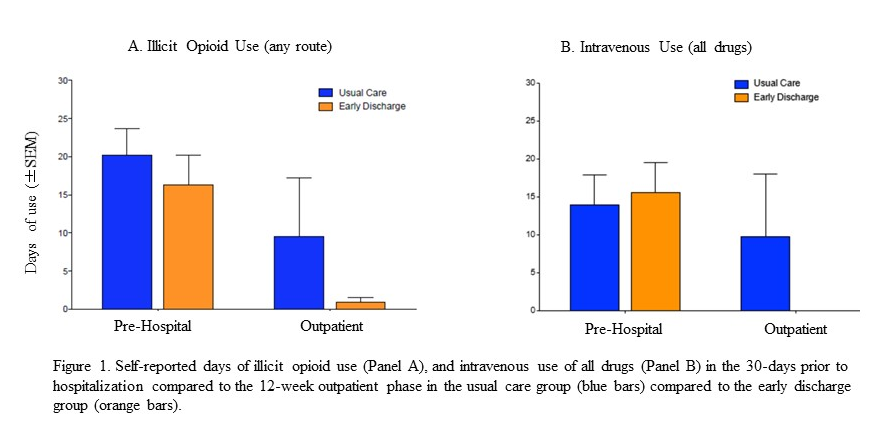 A. Illicit Opioid Use (any route)
B. Intravenous Use (all drugs)
Days of use (±SEM)
30
25
20
15
10
5
0
Usual Care
Early Discharge
Pre-Hospital
Outpatient
30
25
20
15
10
5
0
Usual Care
Early Discharge
Pre-Hospital
Outpatient
Figure 1. Self-reported days of illicit opioid use (Panel A), and intravenous use of all drugs (Panel B) in the 30-days prior to
hospitalization compared to the 12-week outpatient phase in the usual care group (blue bars) compared to the early discharge
group (orange bars).